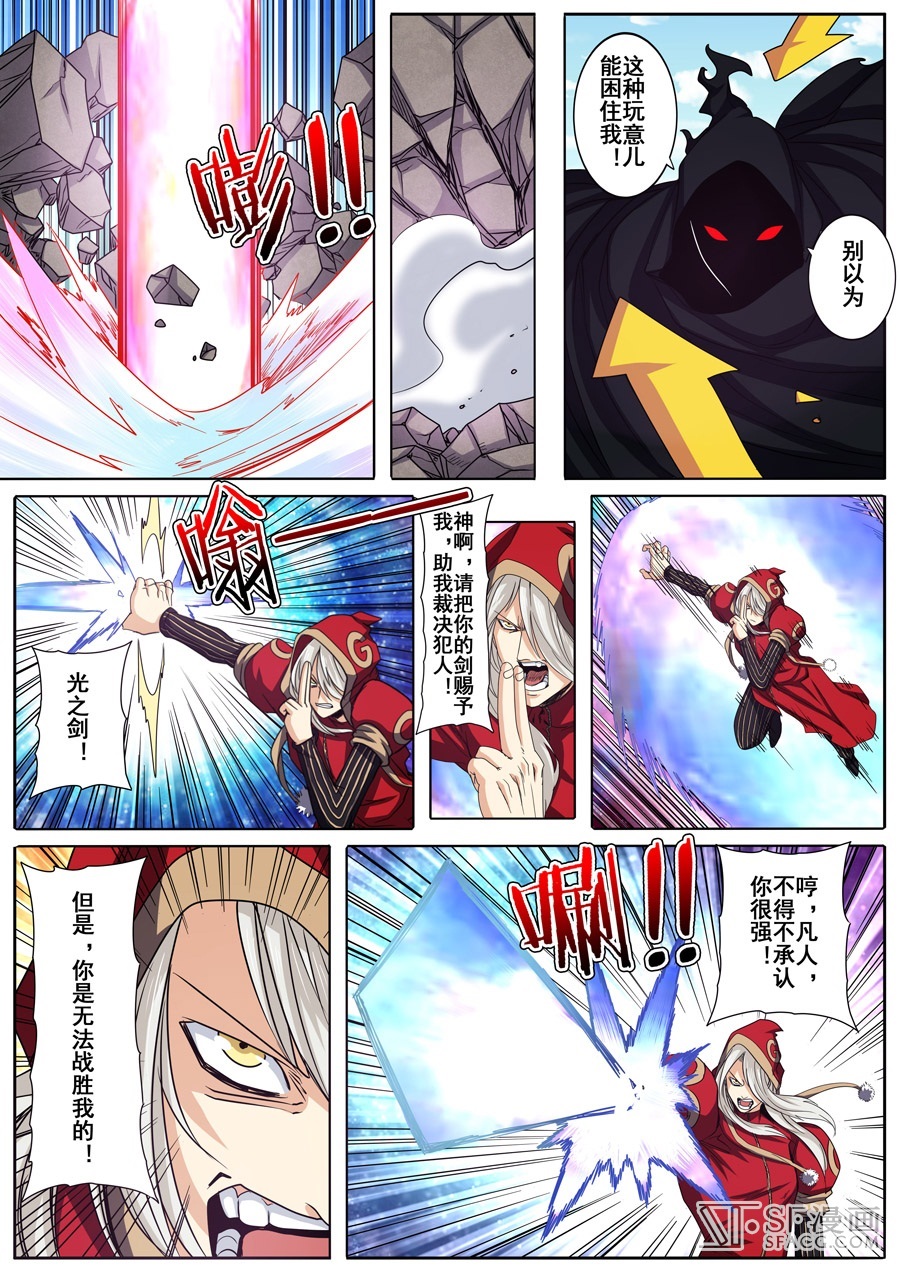 别以为
这种玩意儿
能困住我！
嘭!!
神啊，请把你的剑赐予
我，助我裁决犯人！
嗡——
光之剑！
哼，凡人，
不得不承认
你很强！
唰!!
但是，你是无法战胜我的！
SF漫画
SFACG.COM